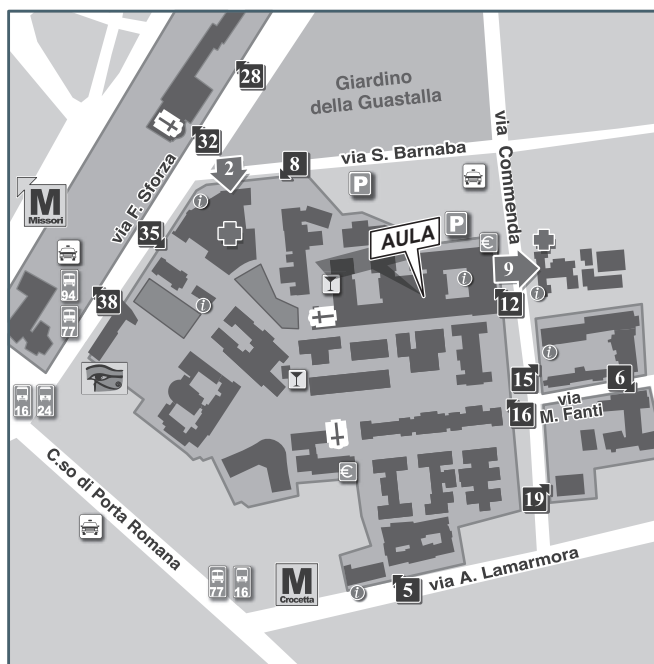 28
Giardino
della Guastalla
32
via F. Sforza
2
8
via S. Barnaba
via Commenda
P
i
M
Missori
35
P
AULA
€
i
9
i
94
38
i
12
77
i
15
6
16
24
16
via
M. Fanti
C.so di Porta Romana
€
19
77
16
M
Crocetta
i
5
via A. Lamarmora